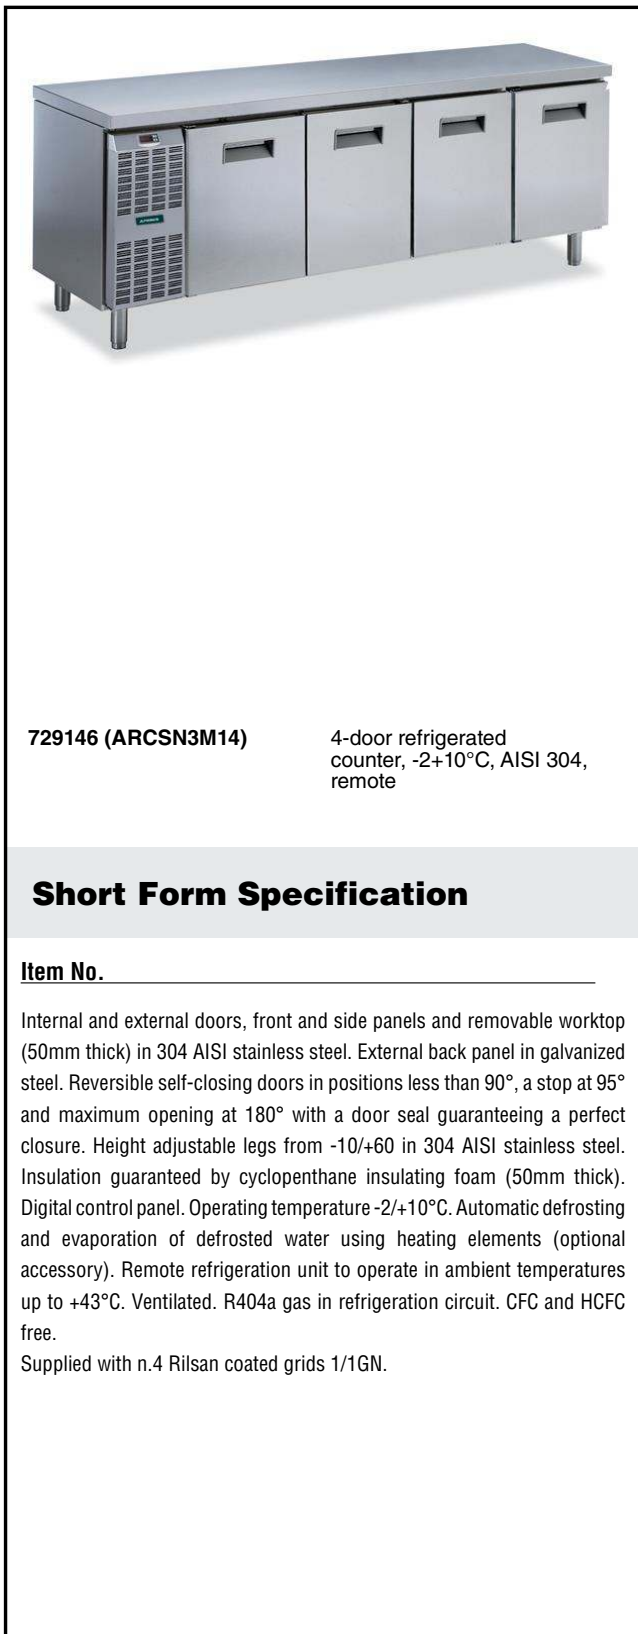 729146 (ARCSN3M14)
4-door refrigerated
counter, -2+10°C, AISI 304,
remote
Short Form Specification
Item No.
Internal and external doors, front and side panels and removable worktop
(50mm thick) in 304 AISI stainless steel. External back panel in galvanized
steel. Reversible self-closing doors in positions less than 90°, a stop at 95°
and maximum opening at 180° with a door seal guaranteeing a perfect
closure. Height adjustable legs from -10/+60 in 304 AISI stainless steel.
Insulation guaranteed by cyclopenthane insulating foam (50mm thick).
Digital control panel. Operating temperature -2/+10°C. Automatic defrosting
and evaporation of defrosted water using heating elements (optional
accessory). Remote refrigeration unit to operate in ambient temperatures
up to +43°C. Ventilated. R404a gas in refrigeration circuit. CFC and HCFC
free.
Supplied with n.4 Rilsan coated grids 1/1GN.